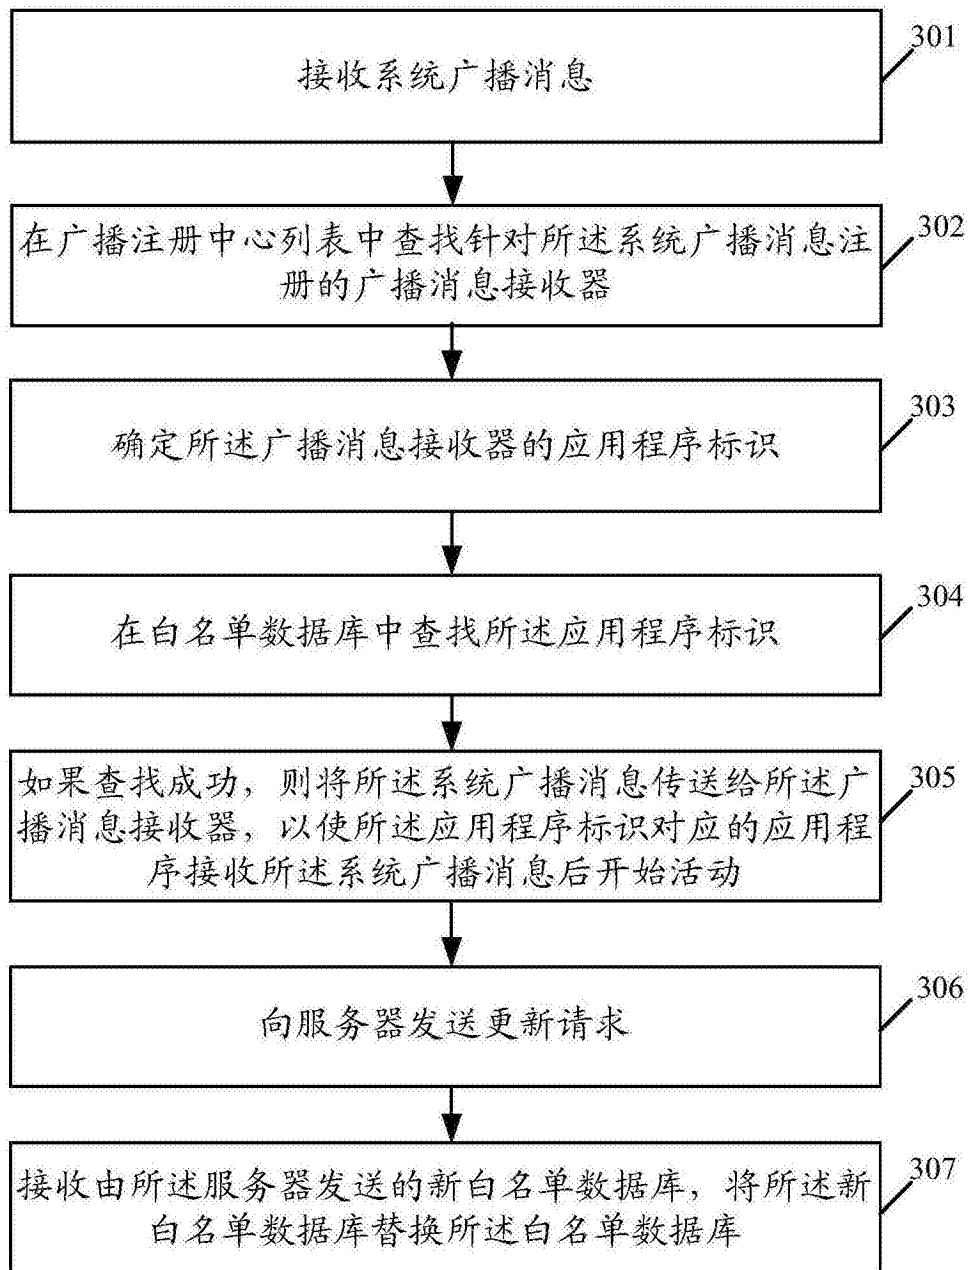 接收系统广播消息
301
在广播注册中心列表中查找针对所述系统广播消息注
册的广播消息接收器
302
确定所述广播消息接收器的应用程序标识
303
在白名单数据库中查找所述应用程序标识
304
如果查找成功，则将所述系统广播消息传送给所述广
播消息接收器，以使所述应用程序标识对应的应用程
序接收所述系统广播消息后开始活动
305
向服务器发送更新请求
306
接收由所述服务器发送的新白名单数据库，将所述新
白名单数据库替换所述白名单数据库
307